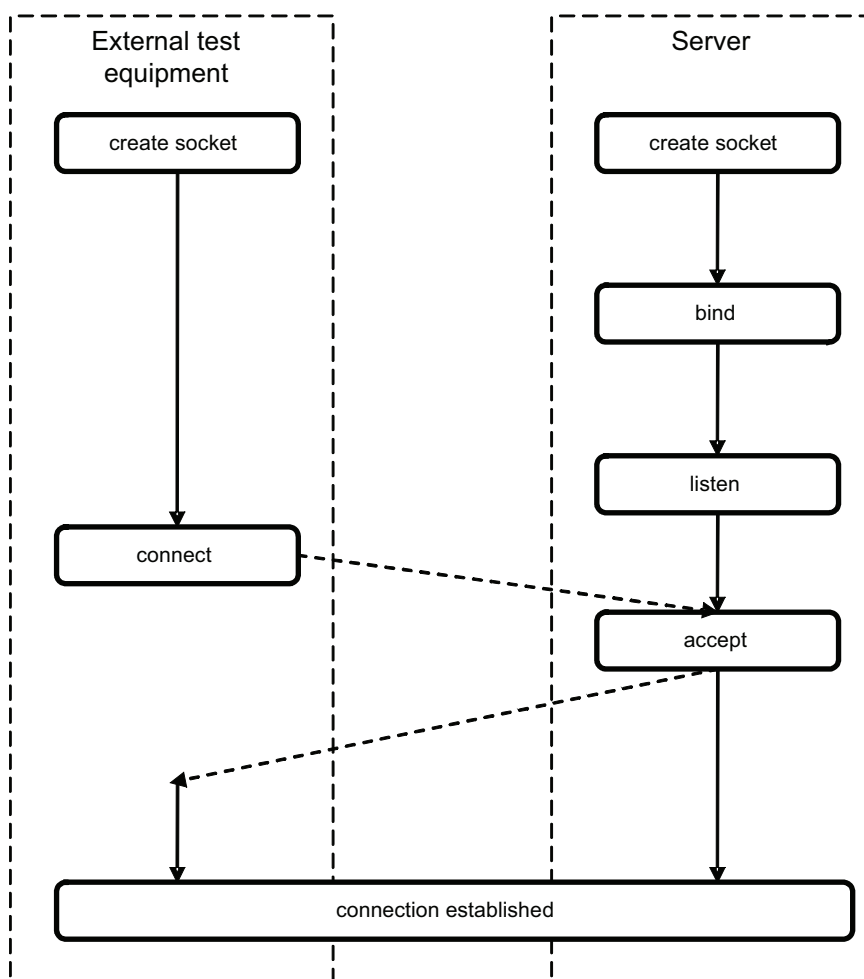 External test
equipment
Server
create socket
create socket
bind
listen
connect
accept
connection established